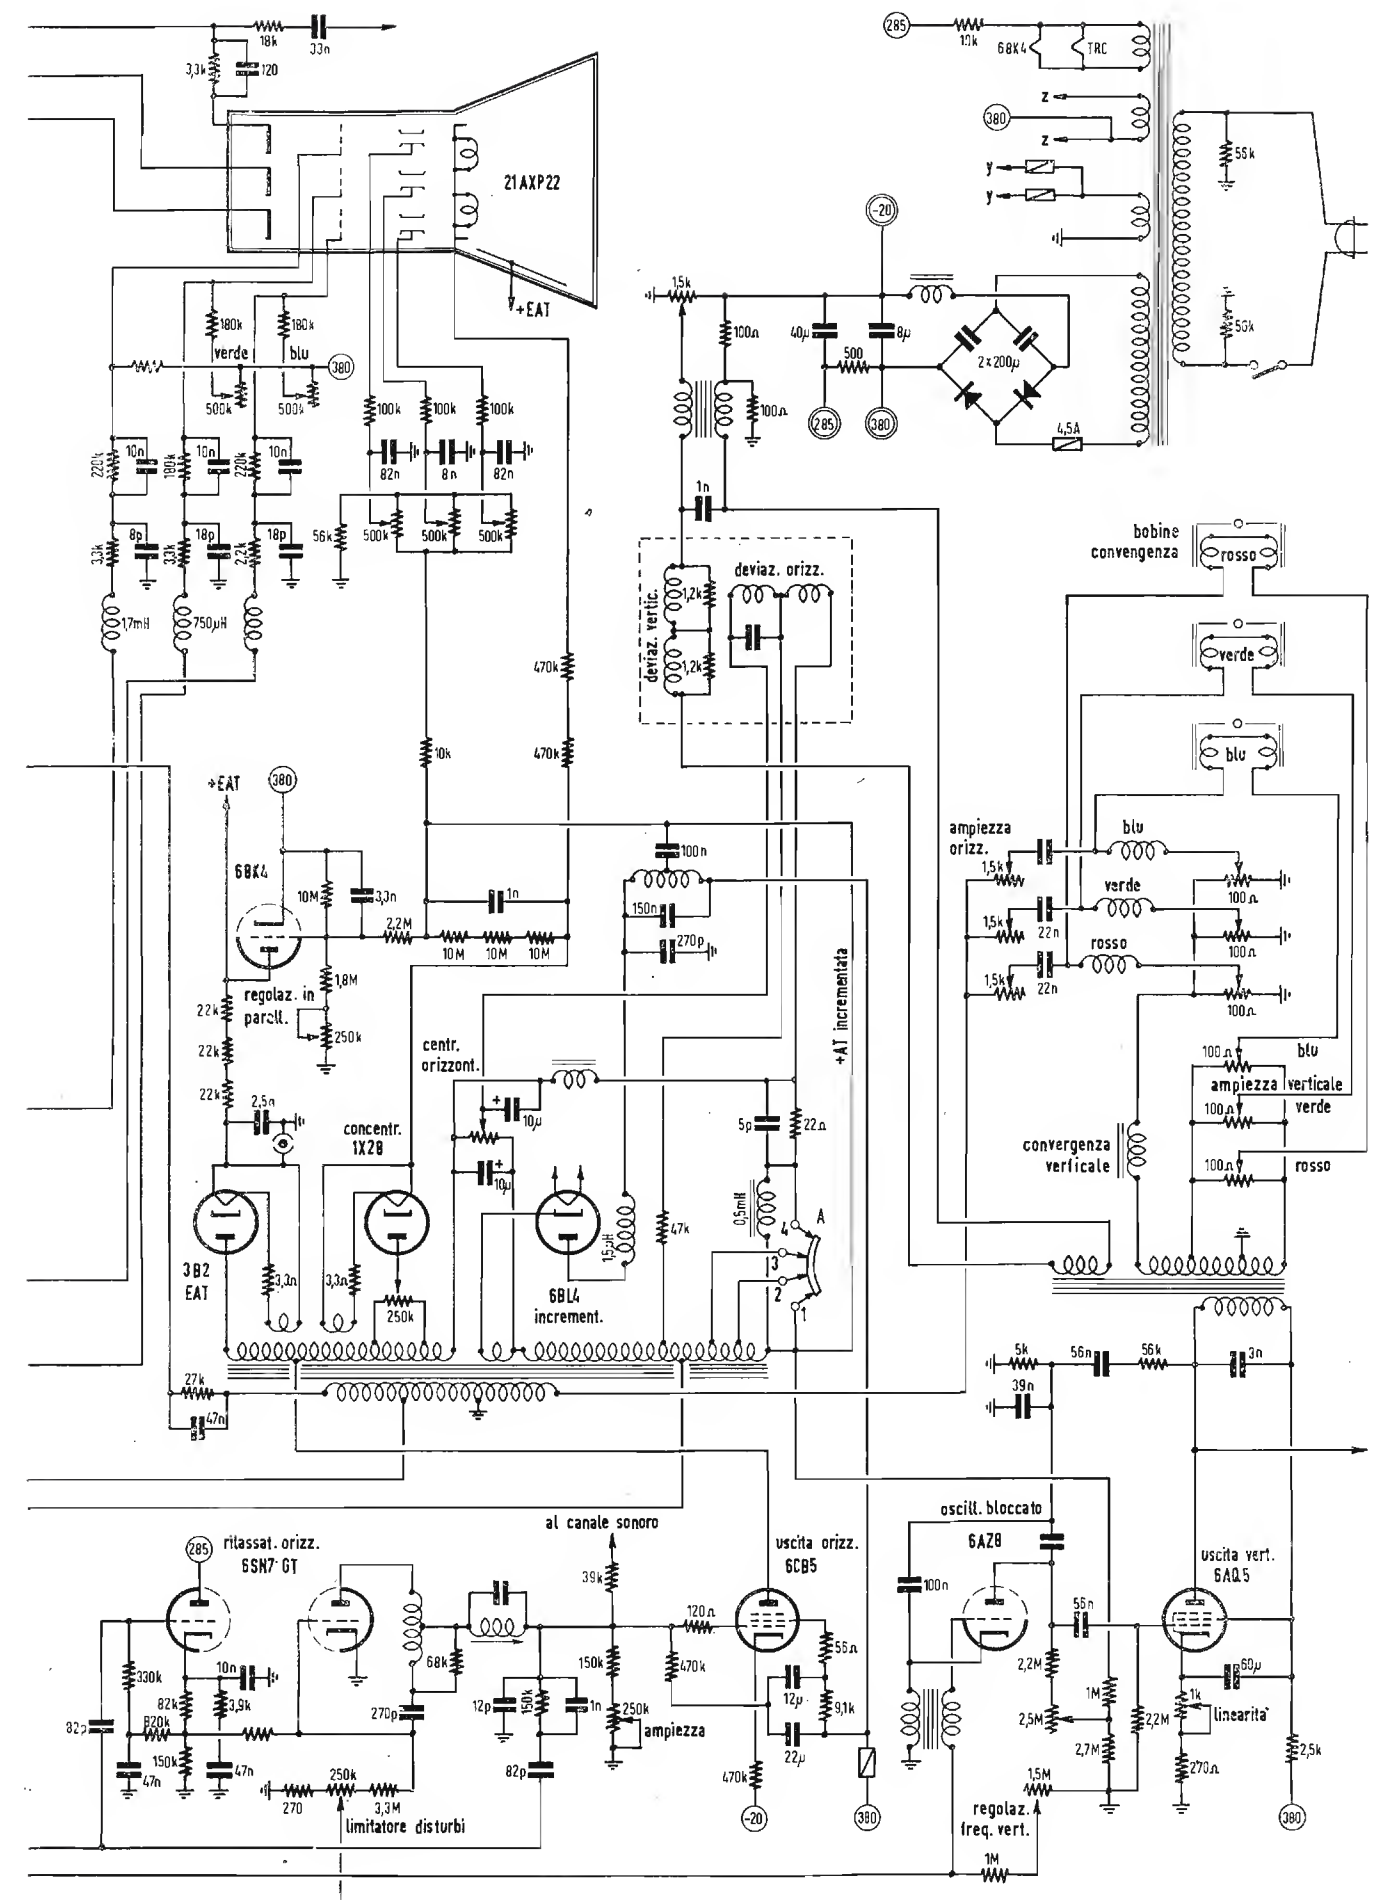 285
18k
33n
10k
6BK4
TRC
3,3k
120
z
380
z
56k
21AXP22
y
y
-20
+EAT
1,5k
180k
180k
verde
blu
380
100Ω
40µ
8µ
500
2x200µ
56k
500k
500k
100k
100k
100k
100Ω
285
380
4,5A
220k
10n
180k
10n
220k
10n
82n
8n
82n
1n
8p
18p
18p
56k
500k
500k
500k
3,3k
3,3k
2,2k
bobine
convergenza
rosso
deviaz. orizz.
deviaz. vertic.
1,2k
1,2k
1,7mH
750µH
verde
470k
10k
470k
blu
+EAT
380
ampiezza
orizz.
blu
6BK4
100n
1,5k
10M
3,3n
1n
verde
100Ω
150n
2,2M
1,5k
22n
10M
10M
10M
270p
100Ω
rosso
+AT incrementata
1,8M
1,5k
22n
regolaz. in
parall.
100Ω
22k
250k
22k
centr.
orizzont.
100Ω
blu
22k
ampiezza verticale
100Ω
verde
+
10µ
2,5n
5p
22Ω
concentr.
1X2B
convergenza
verticale
+
10µ
100Ω
rosso
0,5mH
A
4
3
2
1
47k
1,5µH
3B2
EAT
3,3Ω
3,3Ω
6BL4
increment.
250k
5k
56n
56k
3n
27k
39n
47n
al canale sonoro
oscill. bloccato
6AZ8
285
rilassat. orizz.
6SN7 GT
uscita orizz.
6CB5
uscita vert.
6AQ5
39k
100n
120Ω
56n
56Ω
68k
150k
470k
330k
10n
2,2M
60µ
82k
3,9k
12p
150k
1n
12µ
1M
1k
270p
250k
9,1k
2,5M
linearita'
82p
820k
ampiezza
2,2M
22µ
150k
2,7M
2,5k
47n
47n
250k
82p
470k
270Ω
1,5M
270
3,3M
limitatore disturbi
-20
380
regolaz.
freq. vert.
380
1M